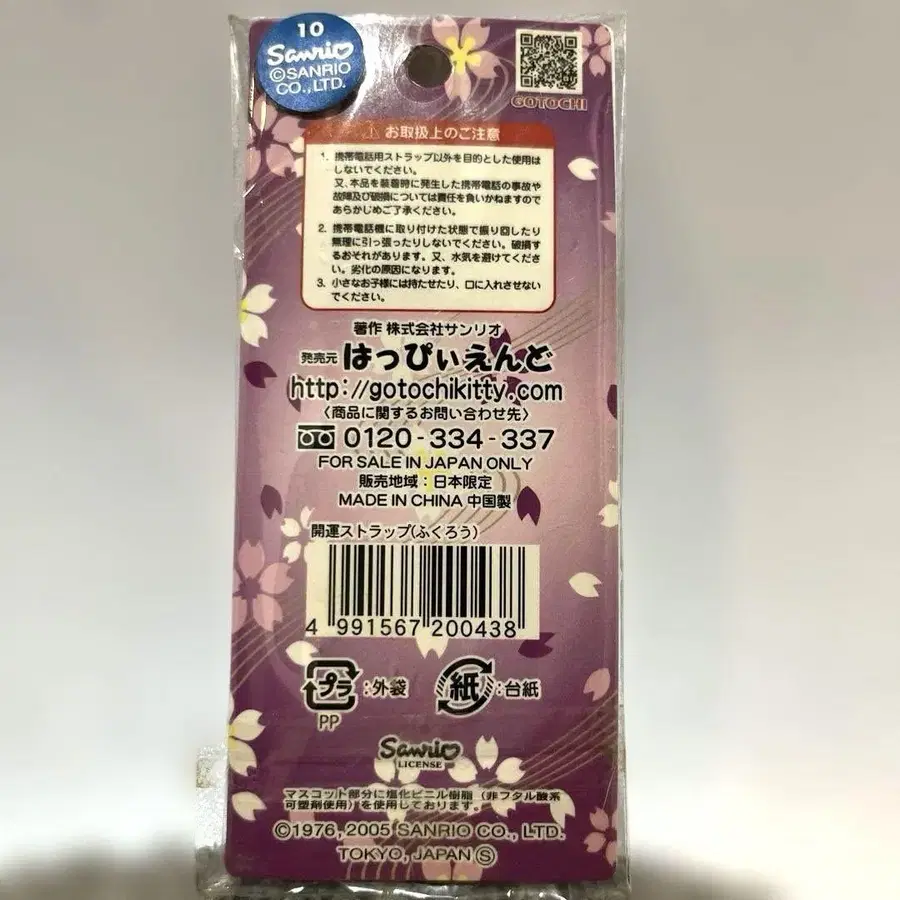 10
Sanrio
©SANRIO
CO.,LTD.
GOTOCHI
⚠ お取扱上のご注意
1. 携帯電話用ストラップ以外を目的とした使用は
しないでください。
又、本品を装着時に発生した携帯電話の事故や
故障及び破損については責任を負いかねますので
あらかじめご了承ください。
2. 携帯電話機に取り付けた状態で振り回したり
無理に引っ張ったりしないでください。破損す
るおそれがあります。又、水気を避けてくださ
い。劣化の原因になります。
3. 小さなお子様には持たせたり、口に入れさせない
でください。
著作 株式会社サンリオ
発売元 はっぴぃえんど
http://gotochikitty.com
〈商品に関するお問い合わせ先〉
0120-334-337
FOR SALE IN JAPAN ONLY
販売地域：日本限定
MADE IN CHINA 中国製
開運ストラップ(ふくろう)
4 991567 200438
プラ :外袋
PP
紙 :台紙
Sanrio
LICENSE
マスコット部分に塩化ビニル樹脂（非フタル酸系
可塑剤使用）を使用しております。
©1976, 2005 SANRIO CO., LTD.
TOKYO, JAPAN Ⓢ